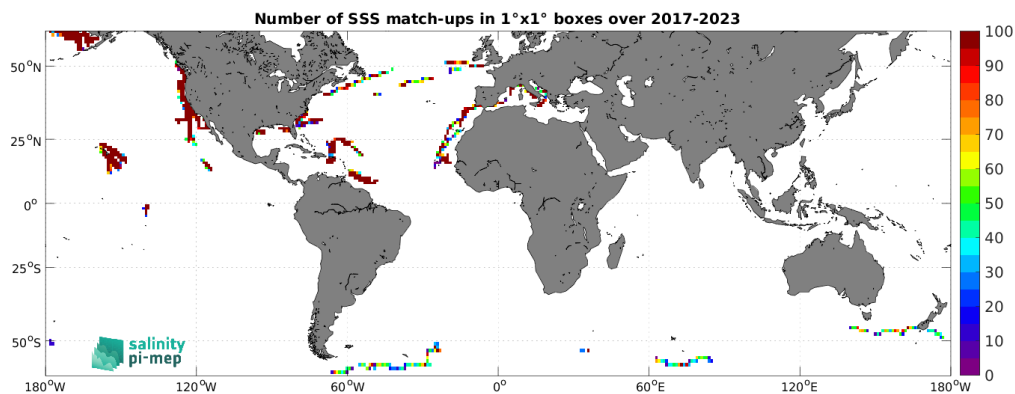 Number of SSS match-ups in 1°x1° boxes over 2017-2023
100
90
80
70
60
50
40
30
20
10
0
50°N
25°N
0°
25°S
50°S
salinity
pi-mep
180°W 120°W 60°W 0° 60°E 120°E 180°W